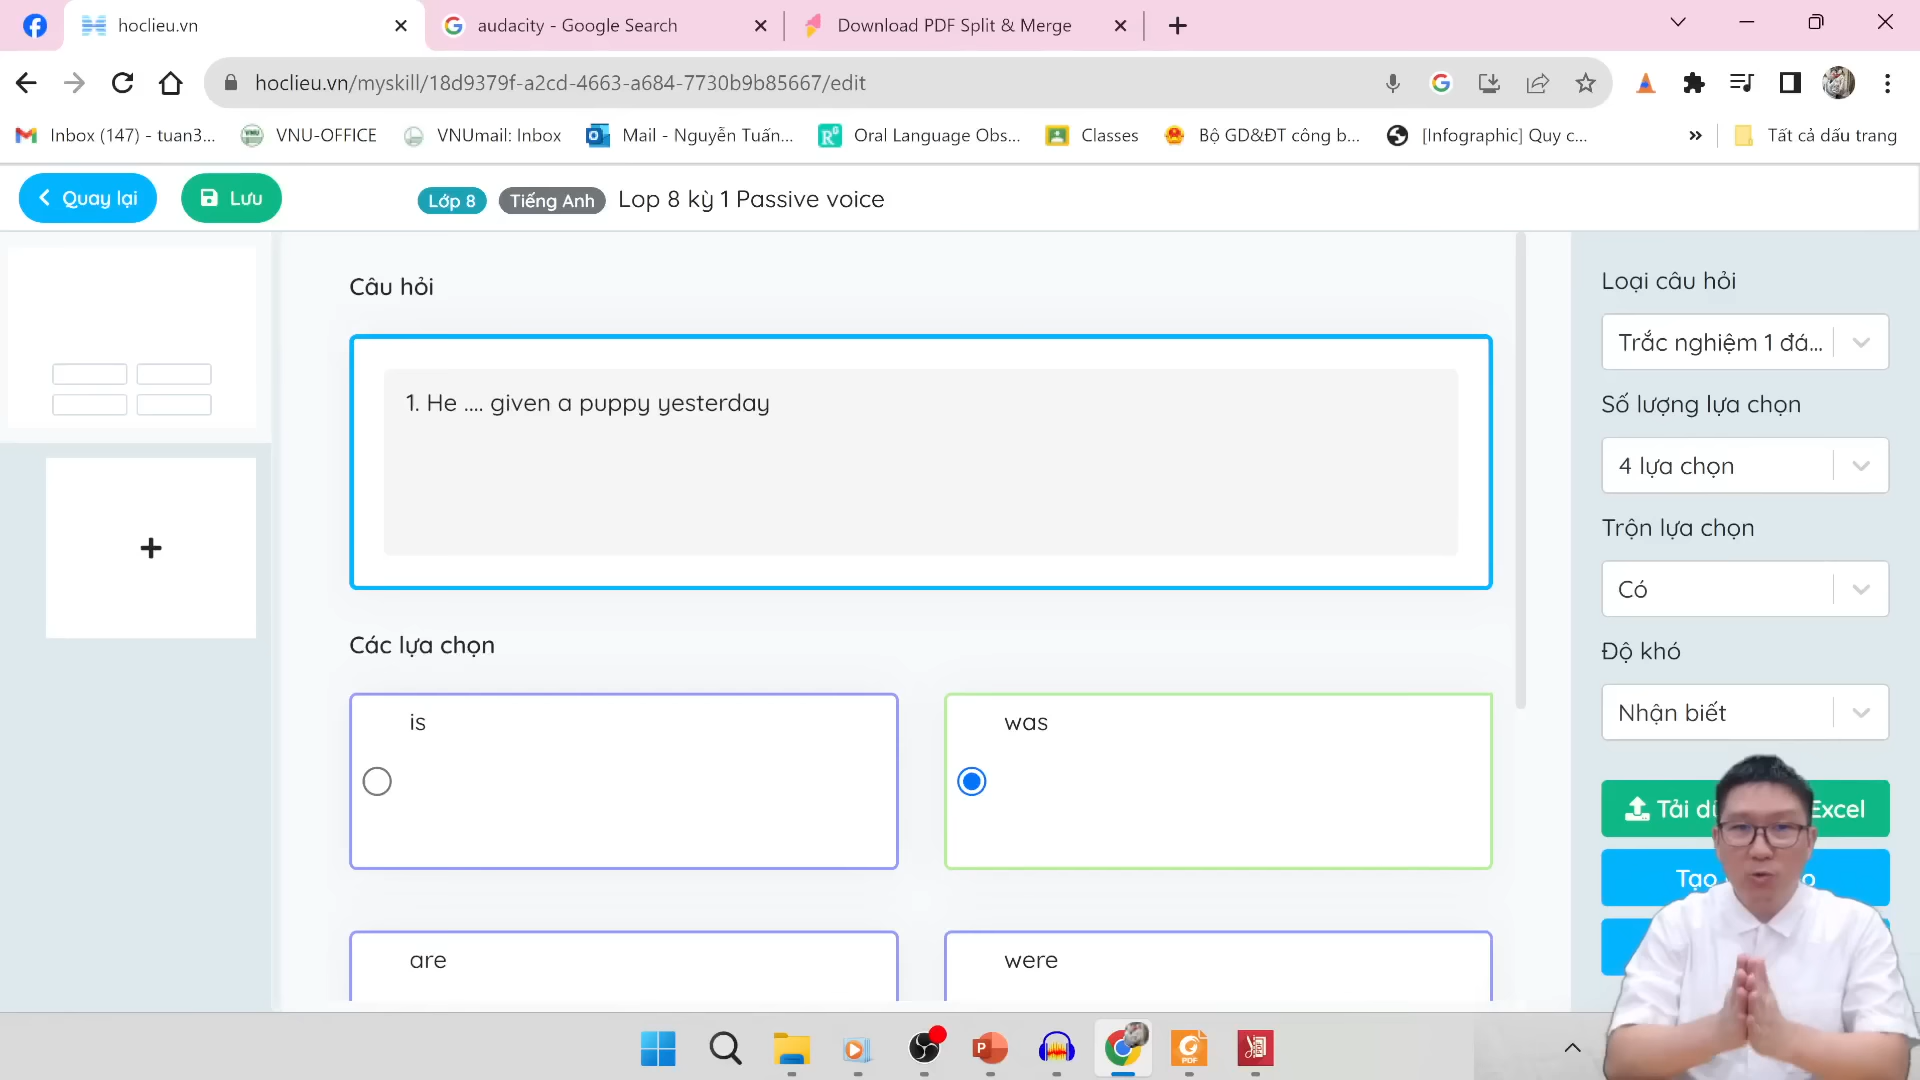 hoclieu.vn
audacity - Google Search
Download PDF Split & Merge
hoclieu.vn/myskill/18d9379f-a2cd-4663-a684-7730b9b85667/edit
Inbox (147) - tuan3...
VNU-OFFICE
VNUmail: Inbox
Mail - Nguyễn Tuấn...
Oral Language Obs...
Classes
Bộ GD&ĐT công b...
[Infographic] Quy c...
»
Tất cả dấu trang
Quay lại
Lưu
Lớp 8
Tiếng Anh
Lop 8 kỳ 1 Passive voice
Câu hỏi
1. He .... given a puppy yesterday
Các lựa chọn
is
was
are
were
Loại câu hỏi
Trắc nghiệm 1 đá...
Số lượng lựa chọn
4 lựa chọn
Trộn lựa chọn
Có
Độ khó
Nhận biết
Tải
Excel
Tạo